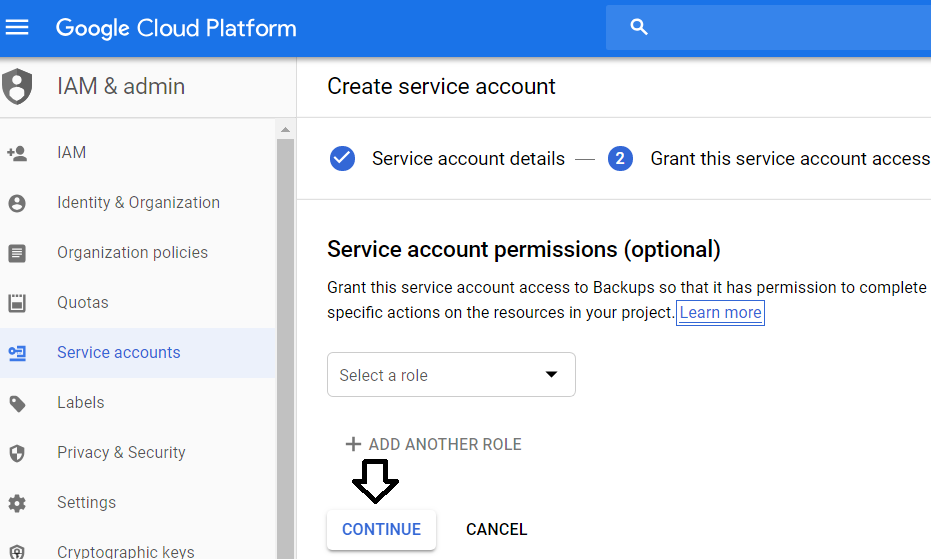 Google Cloud Platform
IAM & admin
Create service account
IAM
Identity & Organization
Organization policies
Quotas
Service accounts
Labels
Privacy & Security
Settings
Cryptographic keys
Service account details
2 Grant this service account access
Service account permissions (optional)
Grant this service account access to Backups so that it has permission to complete
specific actions on the resources in your project. Learn more
Select a role
ADD ANOTHER ROLE
CONTINUE
CANCEL